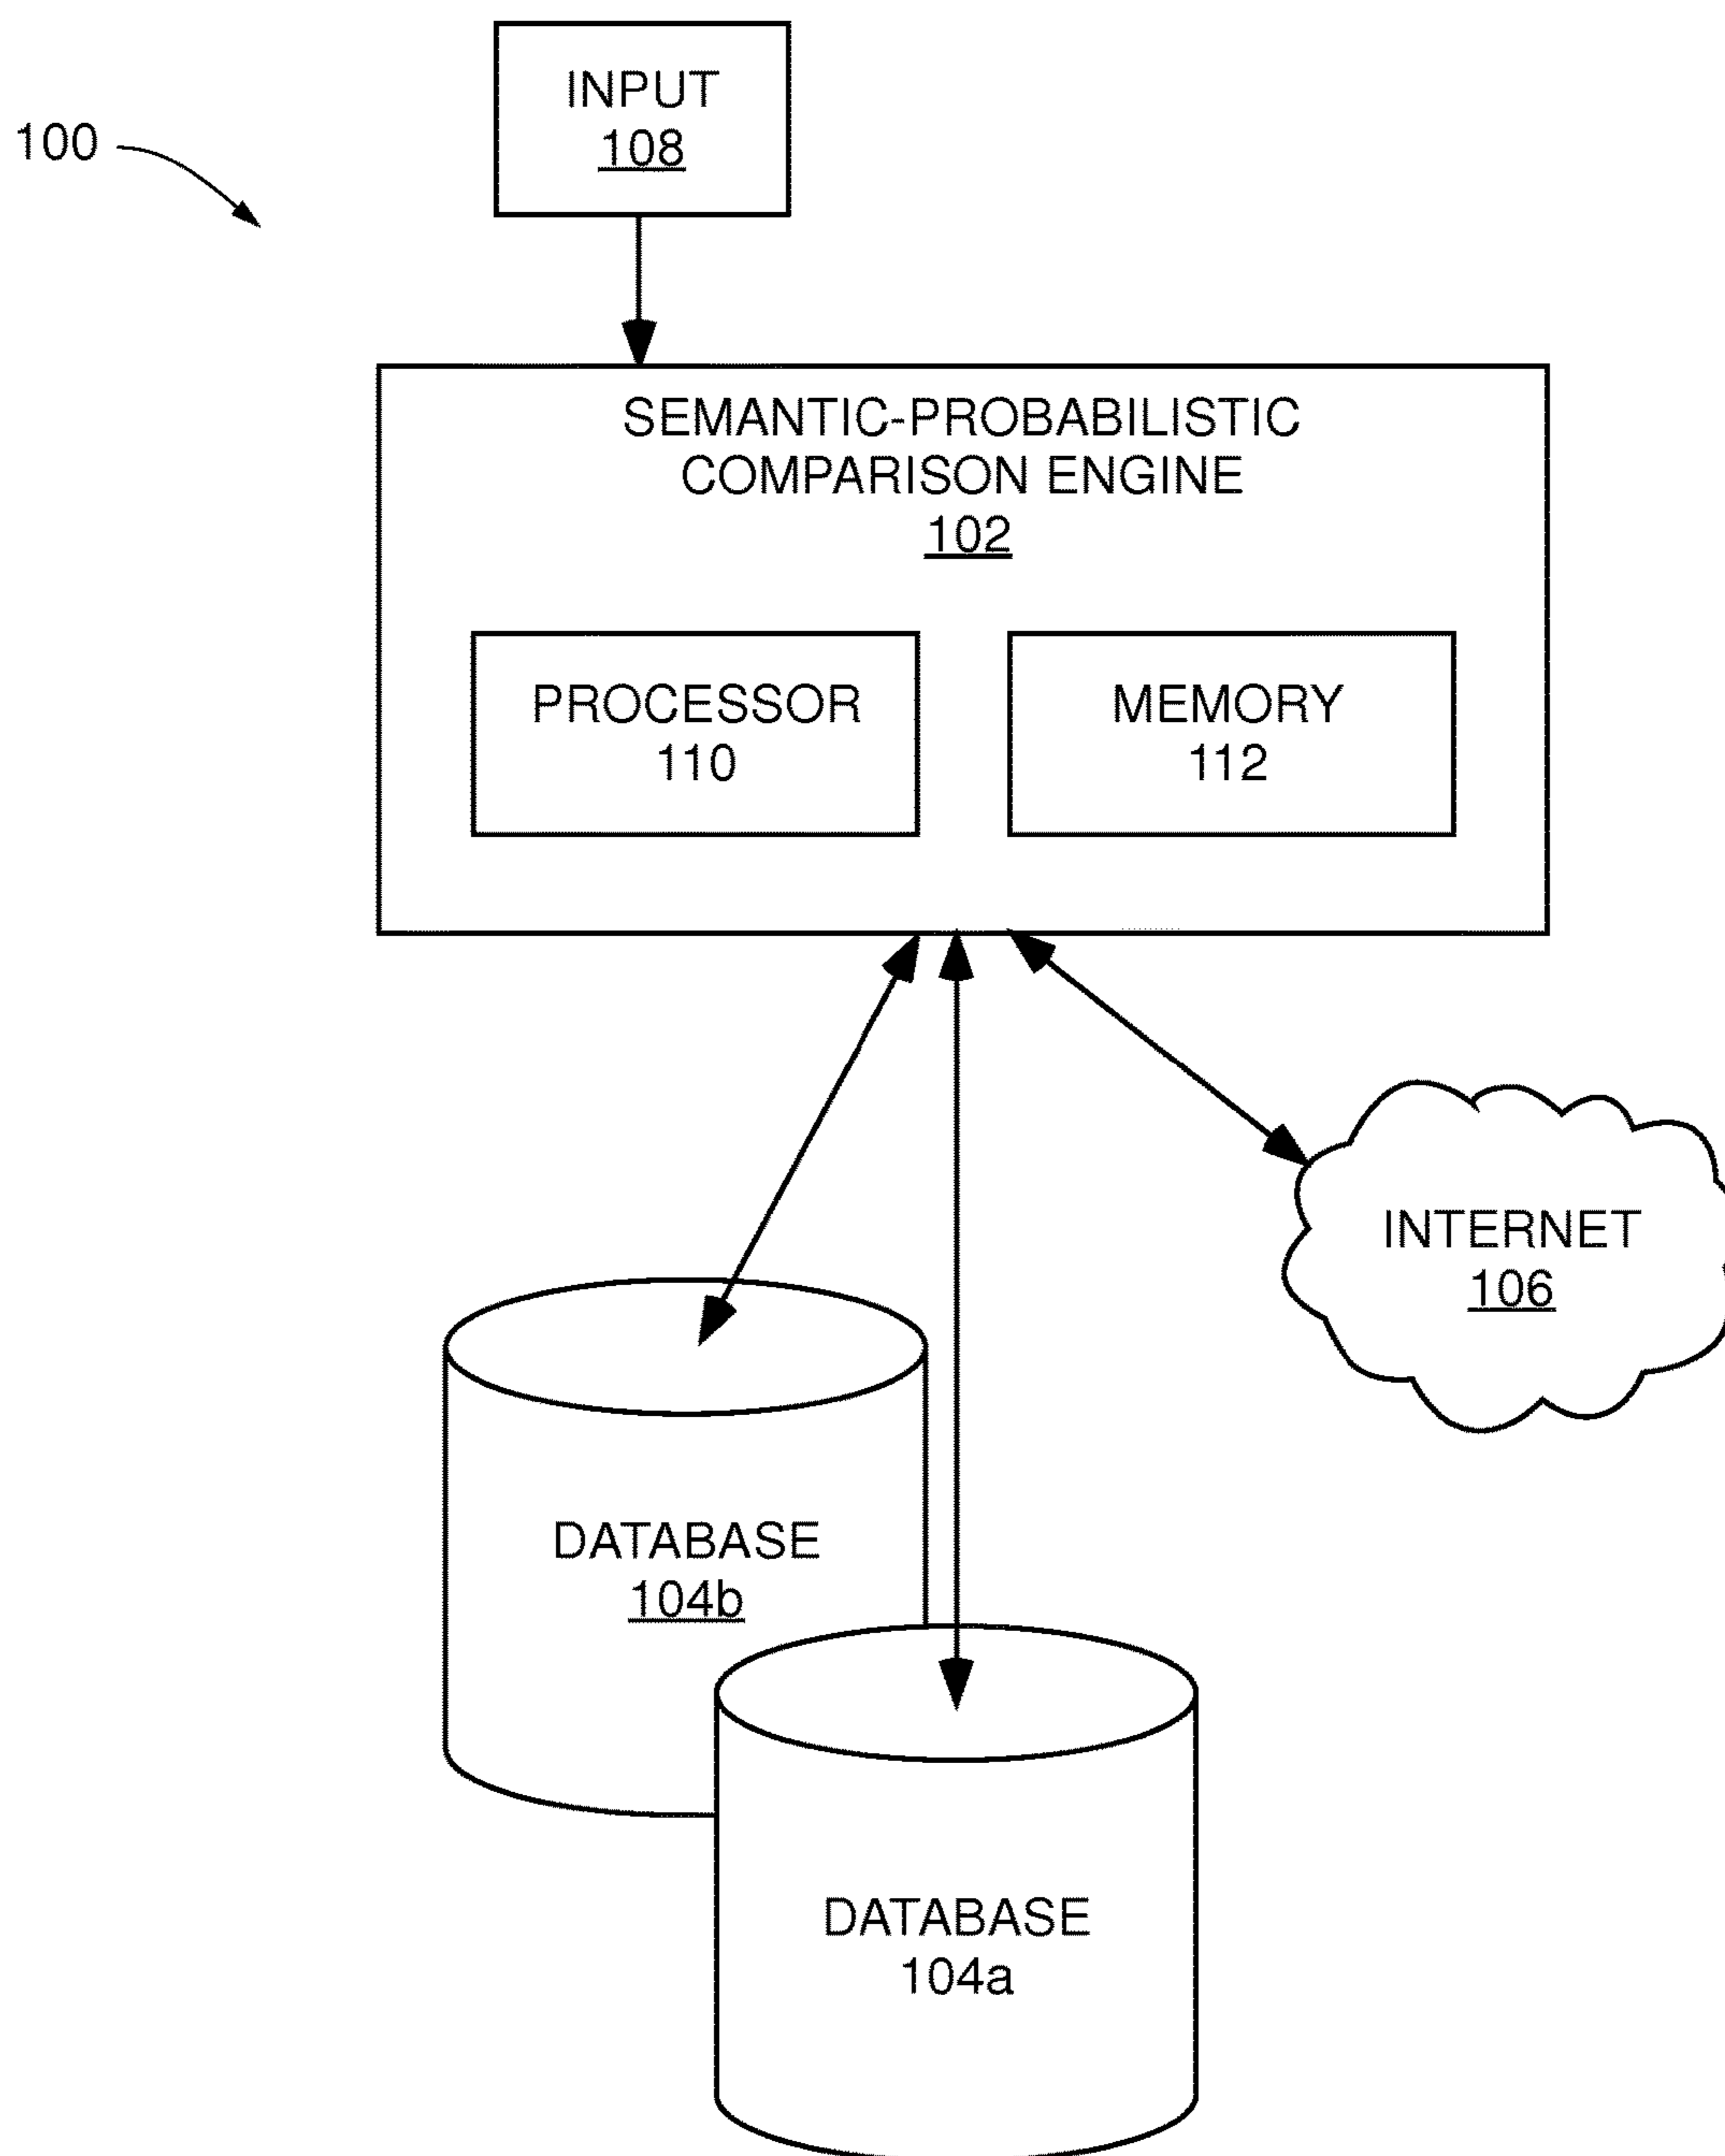 100
INPUT
108
SEMANTIC-PROBABILISTIC
COMPARISON ENGINE
102
PROCESSOR
110
MEMORY
112
INTERNET
106
DATABASE
104b
DATABASE
104a